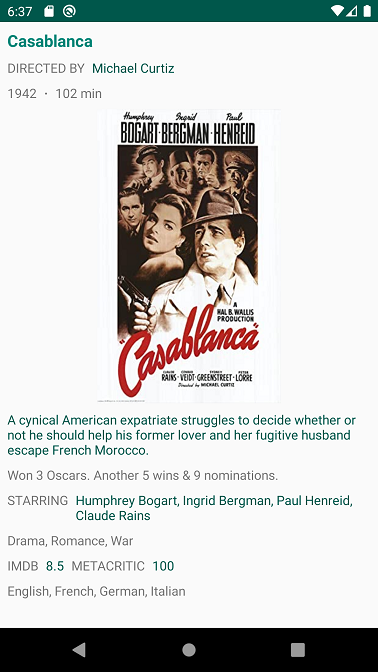 6:37
Casablanca
DIRECTED BY Michael Curtiz
1942 · 102 min
Humphrey Ingrid Paul
BOGART·BERGMAN·HENREID
A
HAL B. WALLIS
PRODUCTION
"Casablanca"
CLAUDE CONRAD SYDNEY PETER
RAINS·VEIDT·GREENSTREET·LORRE
Directed by MICHAEL CURTIZ
A cynical American expatriate struggles to decide whether or
not he should help his former lover and her fugitive husband
escape French Morocco.
Won 3 Oscars. Another 5 wins & 9 nominations.
STARRING Humphrey Bogart, Ingrid Bergman, Paul Henreid,
Claude Rains
Drama, Romance, War
IMDB 8.5 METACRITIC 100
English, French, German, Italian